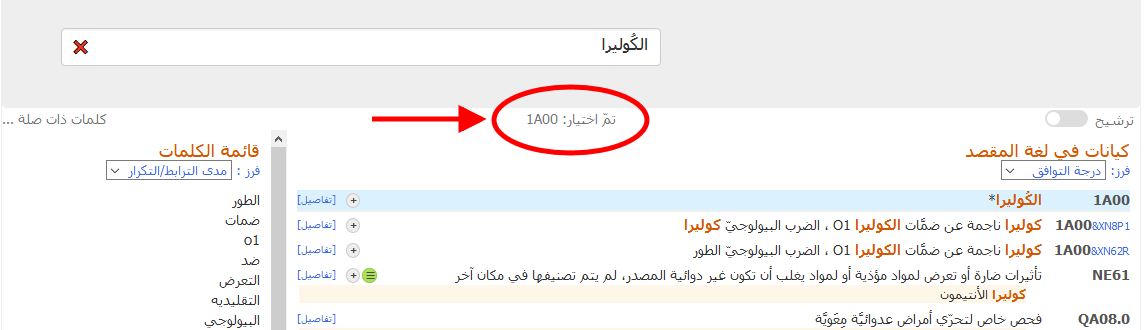 الكُوليرا
ترشيح
تمّ اختيار: 1A00
كلمات ذات صلة ...
كيانات في لغة المقصد
فرز: درجة التوافق
1A00 الكُوليرا* [تفاصيل]
1A00&XN8P1 كوليرا ناجمة عن ضمَّات الكوليرا O1 ، الضرب البيولوجيّ كوليرا [تفاصيل]
1A00&XN62R كوليرا ناجمة عن ضمَّات الكوليرا O1 ، الضرب البيولوجيّ الطور [تفاصيل]
NE61 تأثيرات ضارة أو تعرض لمواد مؤذية أو لمواد يغلب أن تكون غير دوائية المصدر، لم يتم تصنيفها في مكان آخر [تفاصيل]
كوليرا الأنتيمون
QA08.0 فحص خاص لتحرّي أمراض عدوائيَّة مِعَويَّة [تفاصيل]
قائمة الكلمات
فرز : مدى الترابط/التكرار
الطور
ضمات
o1
ضد
التعرض
التقليديه
البيولوجي